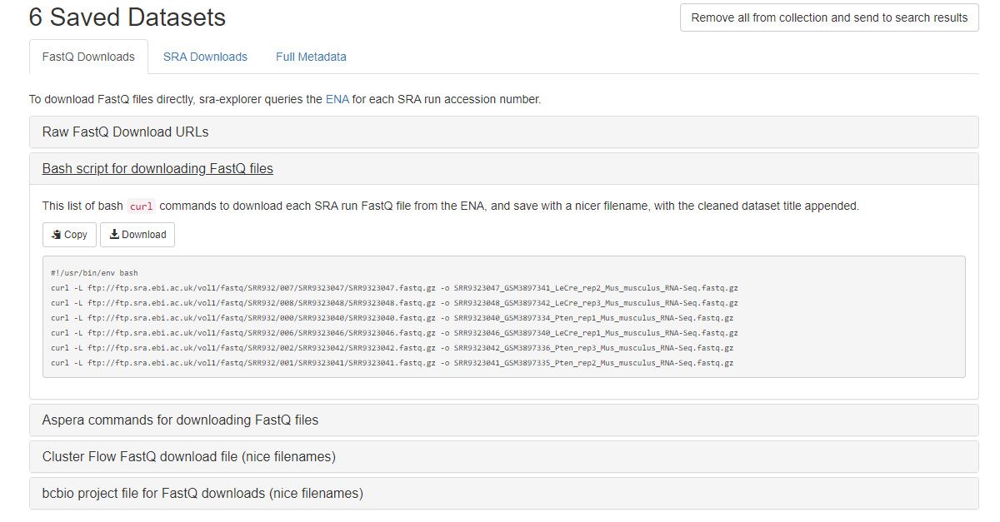 6 Saved Datasets
Remove all from collection and send to search results
FastQ Downloads
SRA Downloads
Full Metadata
To download FastQ files directly, sra-explorer queries the ENA for each SRA run accession number.
Raw FastQ Download URLs
Bash script for downloading FastQ files
This list of bash curl commands to download each SRA run FastQ file from the ENA, and save with a nicer filename, with the cleaned dataset title appended.
Copy
Download
#!/usr/bin/env bash
curl -L ftp://ftp.sra.ebi.ac.uk/vol1/fastq/SRR932/007/SRR9323047/SRR9323047.fastq.gz -o SRR9323047_GSM3897341_LeCre_rep2_Mus_musculus_RNA-Seq.fastq.gz
curl -L ftp://ftp.sra.ebi.ac.uk/vol1/fastq/SRR932/008/SRR9323048/SRR9323048.fastq.gz -o SRR9323048_GSM3897342_LeCre_rep3_Mus_musculus_RNA-Seq.fastq.gz
curl -L ftp://ftp.sra.ebi.ac.uk/vol1/fastq/SRR932/000/SRR9323040/SRR9323040.fastq.gz -o SRR9323040_GSM3897334_Pten_rep1_Mus_musculus_RNA-Seq.fastq.gz
curl -L ftp://ftp.sra.ebi.ac.uk/vol1/fastq/SRR932/006/SRR9323046/SRR9323046.fastq.gz -o SRR9323046_GSM3897340_LeCre_rep1_Mus_musculus_RNA-Seq.fastq.gz
curl -L ftp://ftp.sra.ebi.ac.uk/vol1/fastq/SRR932/002/SRR9323042/SRR9323042.fastq.gz -o SRR9323042_GSM3897336_Pten_rep3_Mus_musculus_RNA-Seq.fastq.gz
curl -L ftp://ftp.sra.ebi.ac.uk/vol1/fastq/SRR932/001/SRR9323041/SRR9323041.fastq.gz -o SRR9323041_GSM3897335_Pten_rep2_Mus_musculus_RNA-Seq.fastq.gz
Aspera commands for downloading FastQ files
Cluster Flow FastQ download file (nice filenames)
bcbio project file for FastQ downloads (nice filenames)